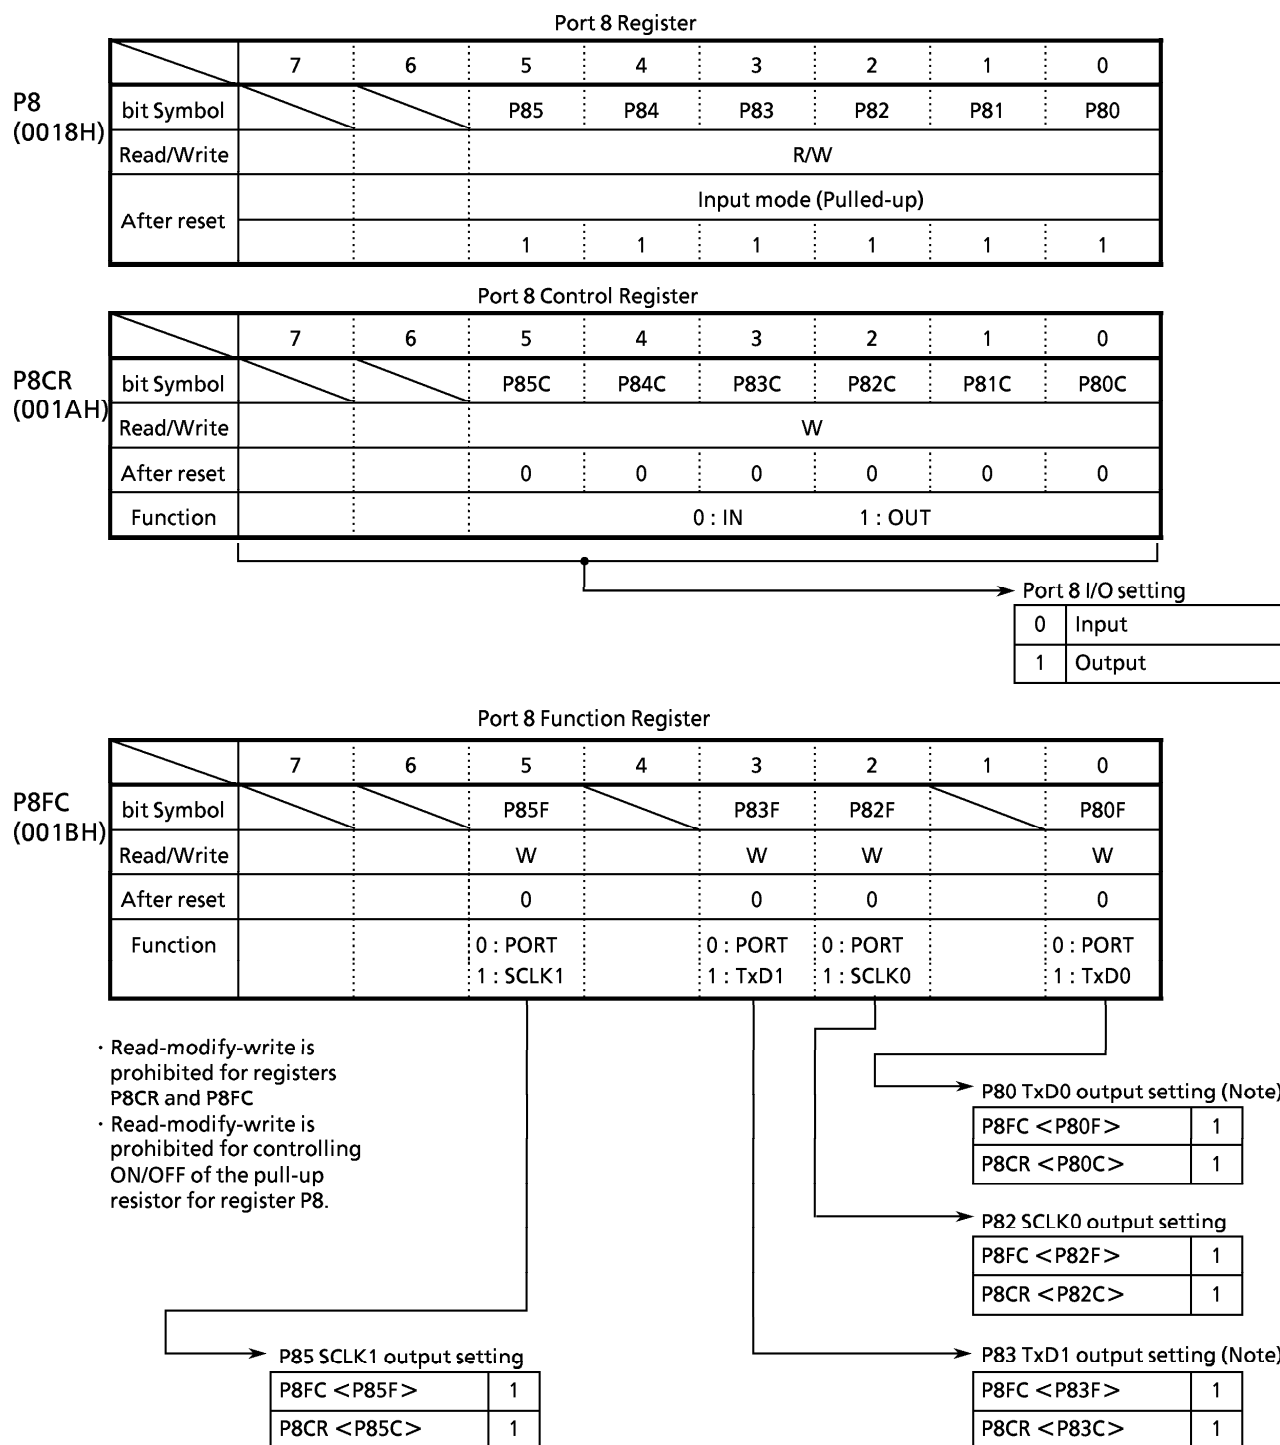 Port 8 Register
7 6 5 4 3 2 1 0
P8
(0018H)
bit Symbol P85 P84 P83 P82 P81 P80
Read/Write R/W
After reset Input mode (Pulled-up)
1 1 1 1 1 1
Port 8 Control Register
7 6 5 4 3 2 1 0
P8CR
(001AH)
bit Symbol P85C P84C P83C P82C P81C P80C
Read/Write W
After reset 0 0 0 0 0 0
Function 0 : IN 1 : OUT
Port 8 I/O setting
0 Input
1 Output
Port 8 Function Register
7 6 5 4 3 2 1 0
P8FC
(001BH)
bit Symbol P85F P83F P82F P80F
Read/Write W W W W
After reset 0 0 0 0
Function 0 : PORT 0 : PORT 0 : PORT 0 : PORT
1 : SCLK1 1 : TxD1 1 : SCLK0 1 : TxD0
· Read-modify-write is
prohibited for registers
P8CR and P8FC
· Read-modify-write is
prohibited for controlling
ON/OFF of the pull-up
resistor for register P8.
P80 TxD0 output setting (Note)
P8FC <P80F> 1
P8CR <P80C> 1
P82 SCLK0 output setting
P8FC <P82F> 1
P8CR <P82C> 1
P85 SCLK1 output setting
P8FC <P85F> 1
P8CR <P85C> 1
P83 TxD1 output setting (Note)
P8FC <P83F> 1
P8CR <P83C> 1